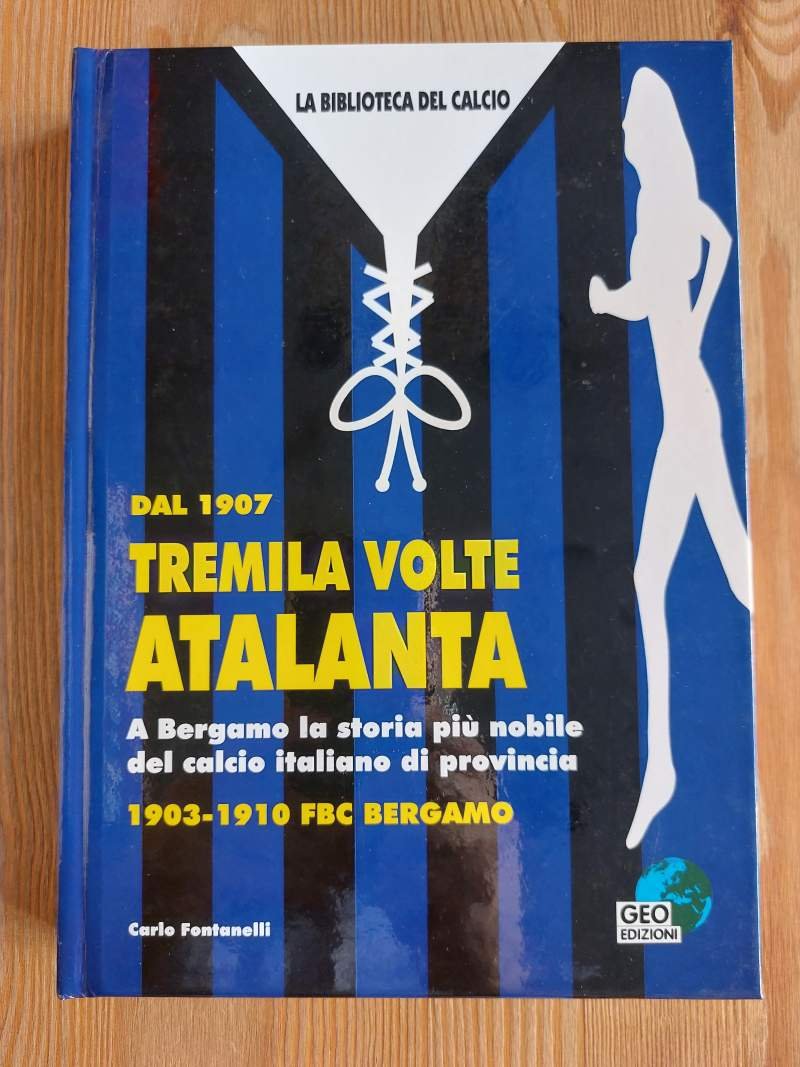 LA BIBLIOTECA DEL CALCIO
DAL 1907
TREMILA VOLTE
ATALANTA
A Bergamo la storia più nobile
del calcio italiano di provincia
1903-1910 FBC BERGAMO
Carlo Fontanelli
GEO
EDIZIONI